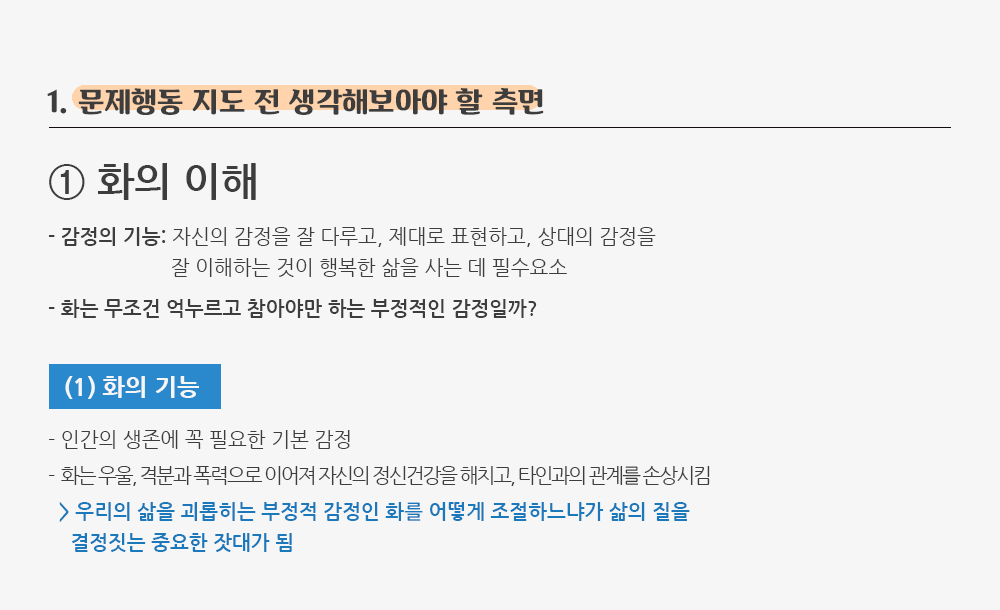 1. 문제행동 지도 전 생각해보아야 할 측면
① 화의 이해
- 감정의 기능: 자신의 감정을 잘 다루고, 제대로 표현하고, 상대의 감정을
잘 이해하는 것이 행복한 삶을 사는 데 필수요소
- 화는 무조건 억누르고 참아야만 하는 부정적인 감정일까?
(1) 화의 기능
- 인간의 생존에 꼭 필요한 기본 감정
- 화는 우울, 격분과 폭력으로 이어져 자신의 정신건강을 해치고, 타인과의 관계를 손상시킴
> 우리의 삶을 괴롭히는 부정적 감정인 화를 어떻게 조절하느냐가 삶의 질을
결정짓는 중요한 잣대가 됨